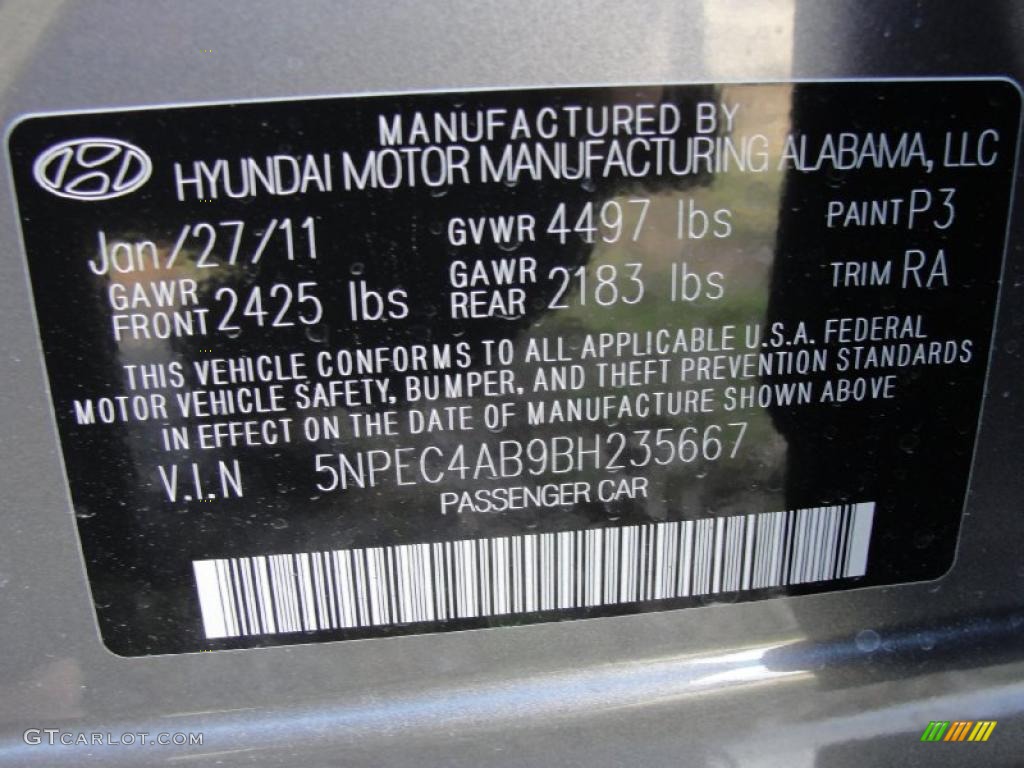 MANUFACTURED BY
HYUNDAI MOTOR MANUFACTURING ALABAMA, LLC
Jan/27/11 GVWR 4497 lbs PAINT P3
GAWR FRONT 2425 lbs GAWR REAR 2183 lbs TRIM RA
THIS VEHICLE CONFORMS TO ALL APPLICABLE U.S.A. FEDERAL
MOTOR VEHICLE SAFETY, BUMPER, AND THEFT PREVENTION STANDARDS
IN EFFECT ON THE DATE OF MANUFACTURE SHOWN ABOVE
V.I.N 5NPEC4AB9BH235667
PASSENGER CAR
GTCARLOT.COM